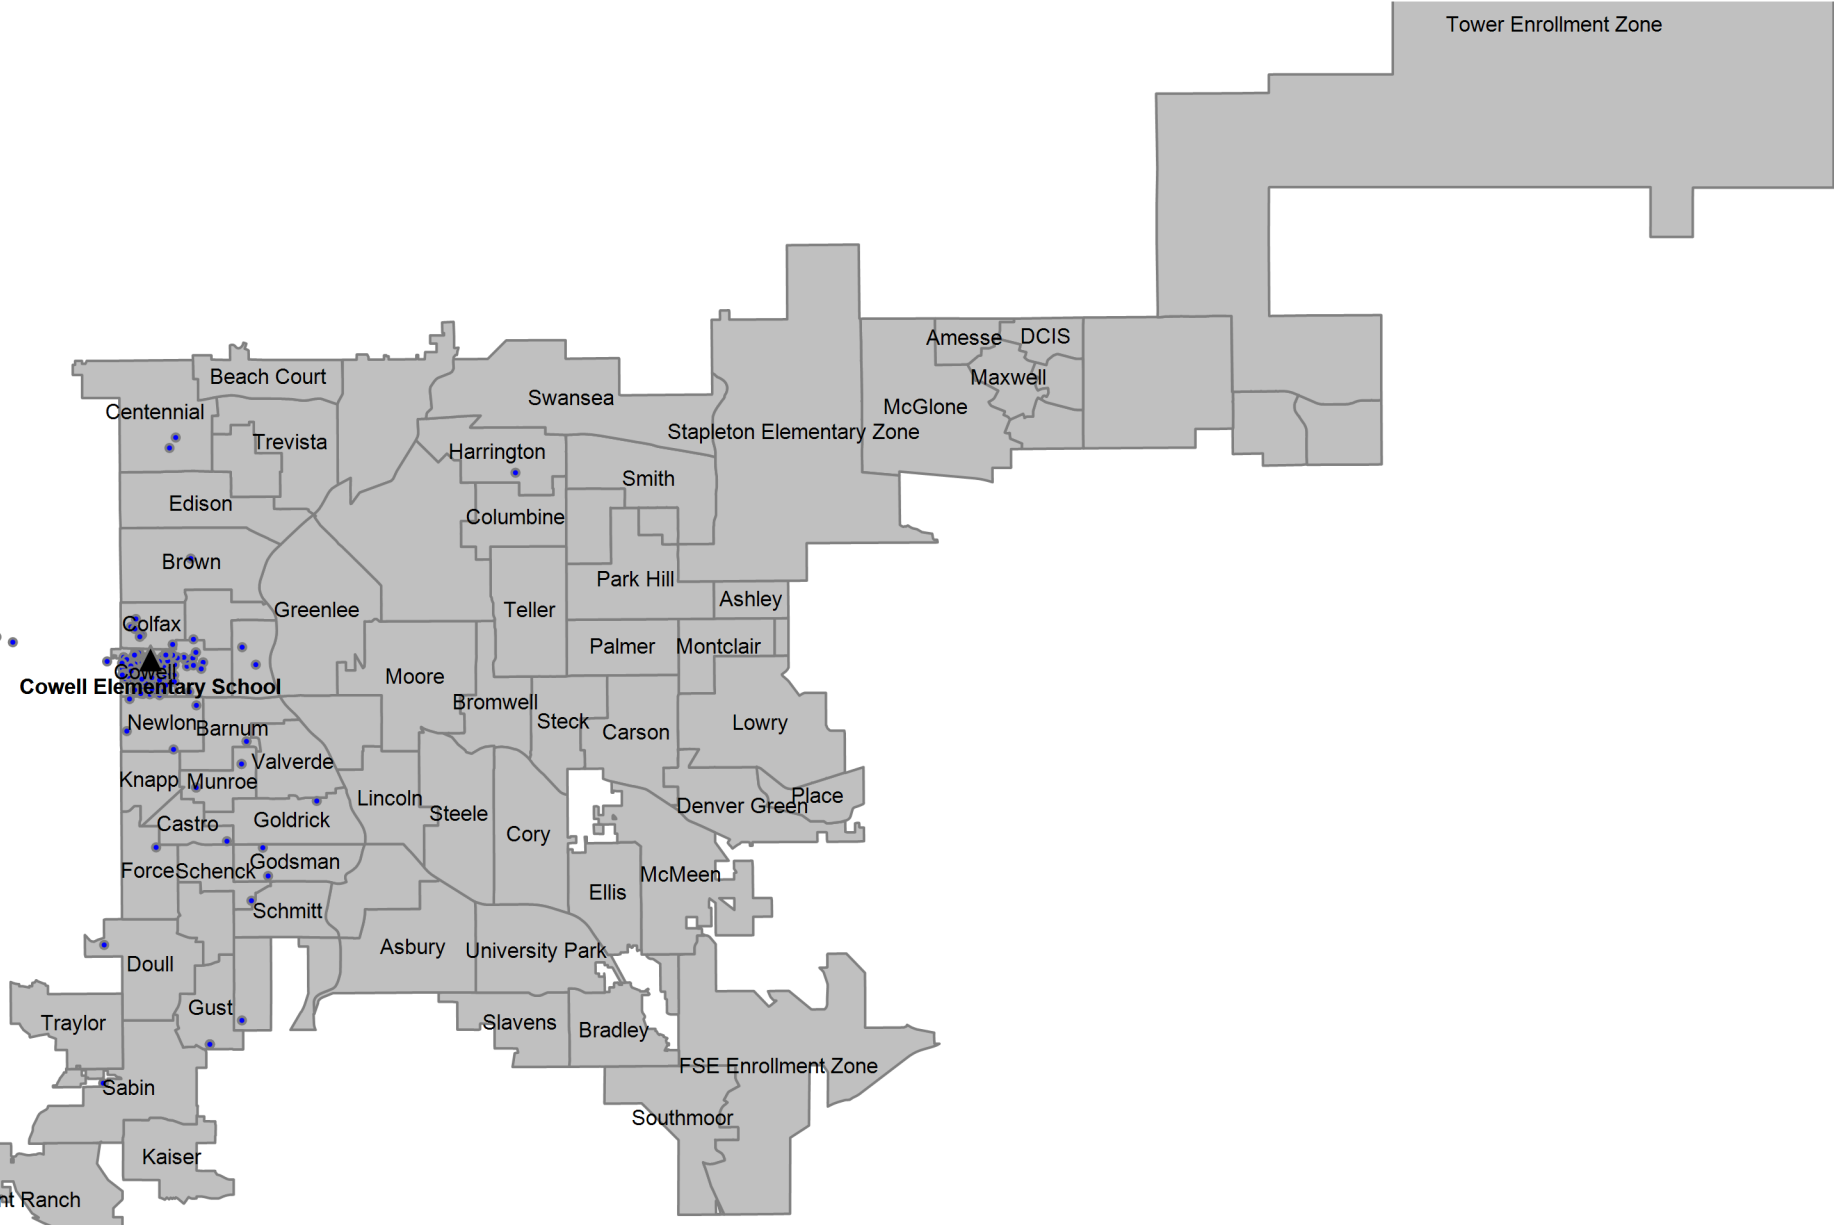 Tower Enrollment Zone
Amesse
DCIS
Beach Court
Maxwell
Swansea
McGlone
Centennial
Stapleton Elementary Zone
Trevista
Harrington
Smith
Edison
Columbine
Brown
Park Hill
Ashley
Greenlee
Teller
Colfax
Palmer
Montclair
Cowell
Moore
Cowell Elementary School
Bromwell
Newlon
Barnum
Steck
Carson
Lowry
Valverde
Knapp
Munroe
Lincoln
Place
Denver Green
Steele
Castro
Goldrick
Cory
Godsman
Force
Schenck
McMeen
Ellis
Schmitt
Asbury
University Park
Doull
Gust
Traylor
Slavens
Bradley
FSE Enrollment Zone
Sabin
Southmoor
Kaiser
nt Ranch